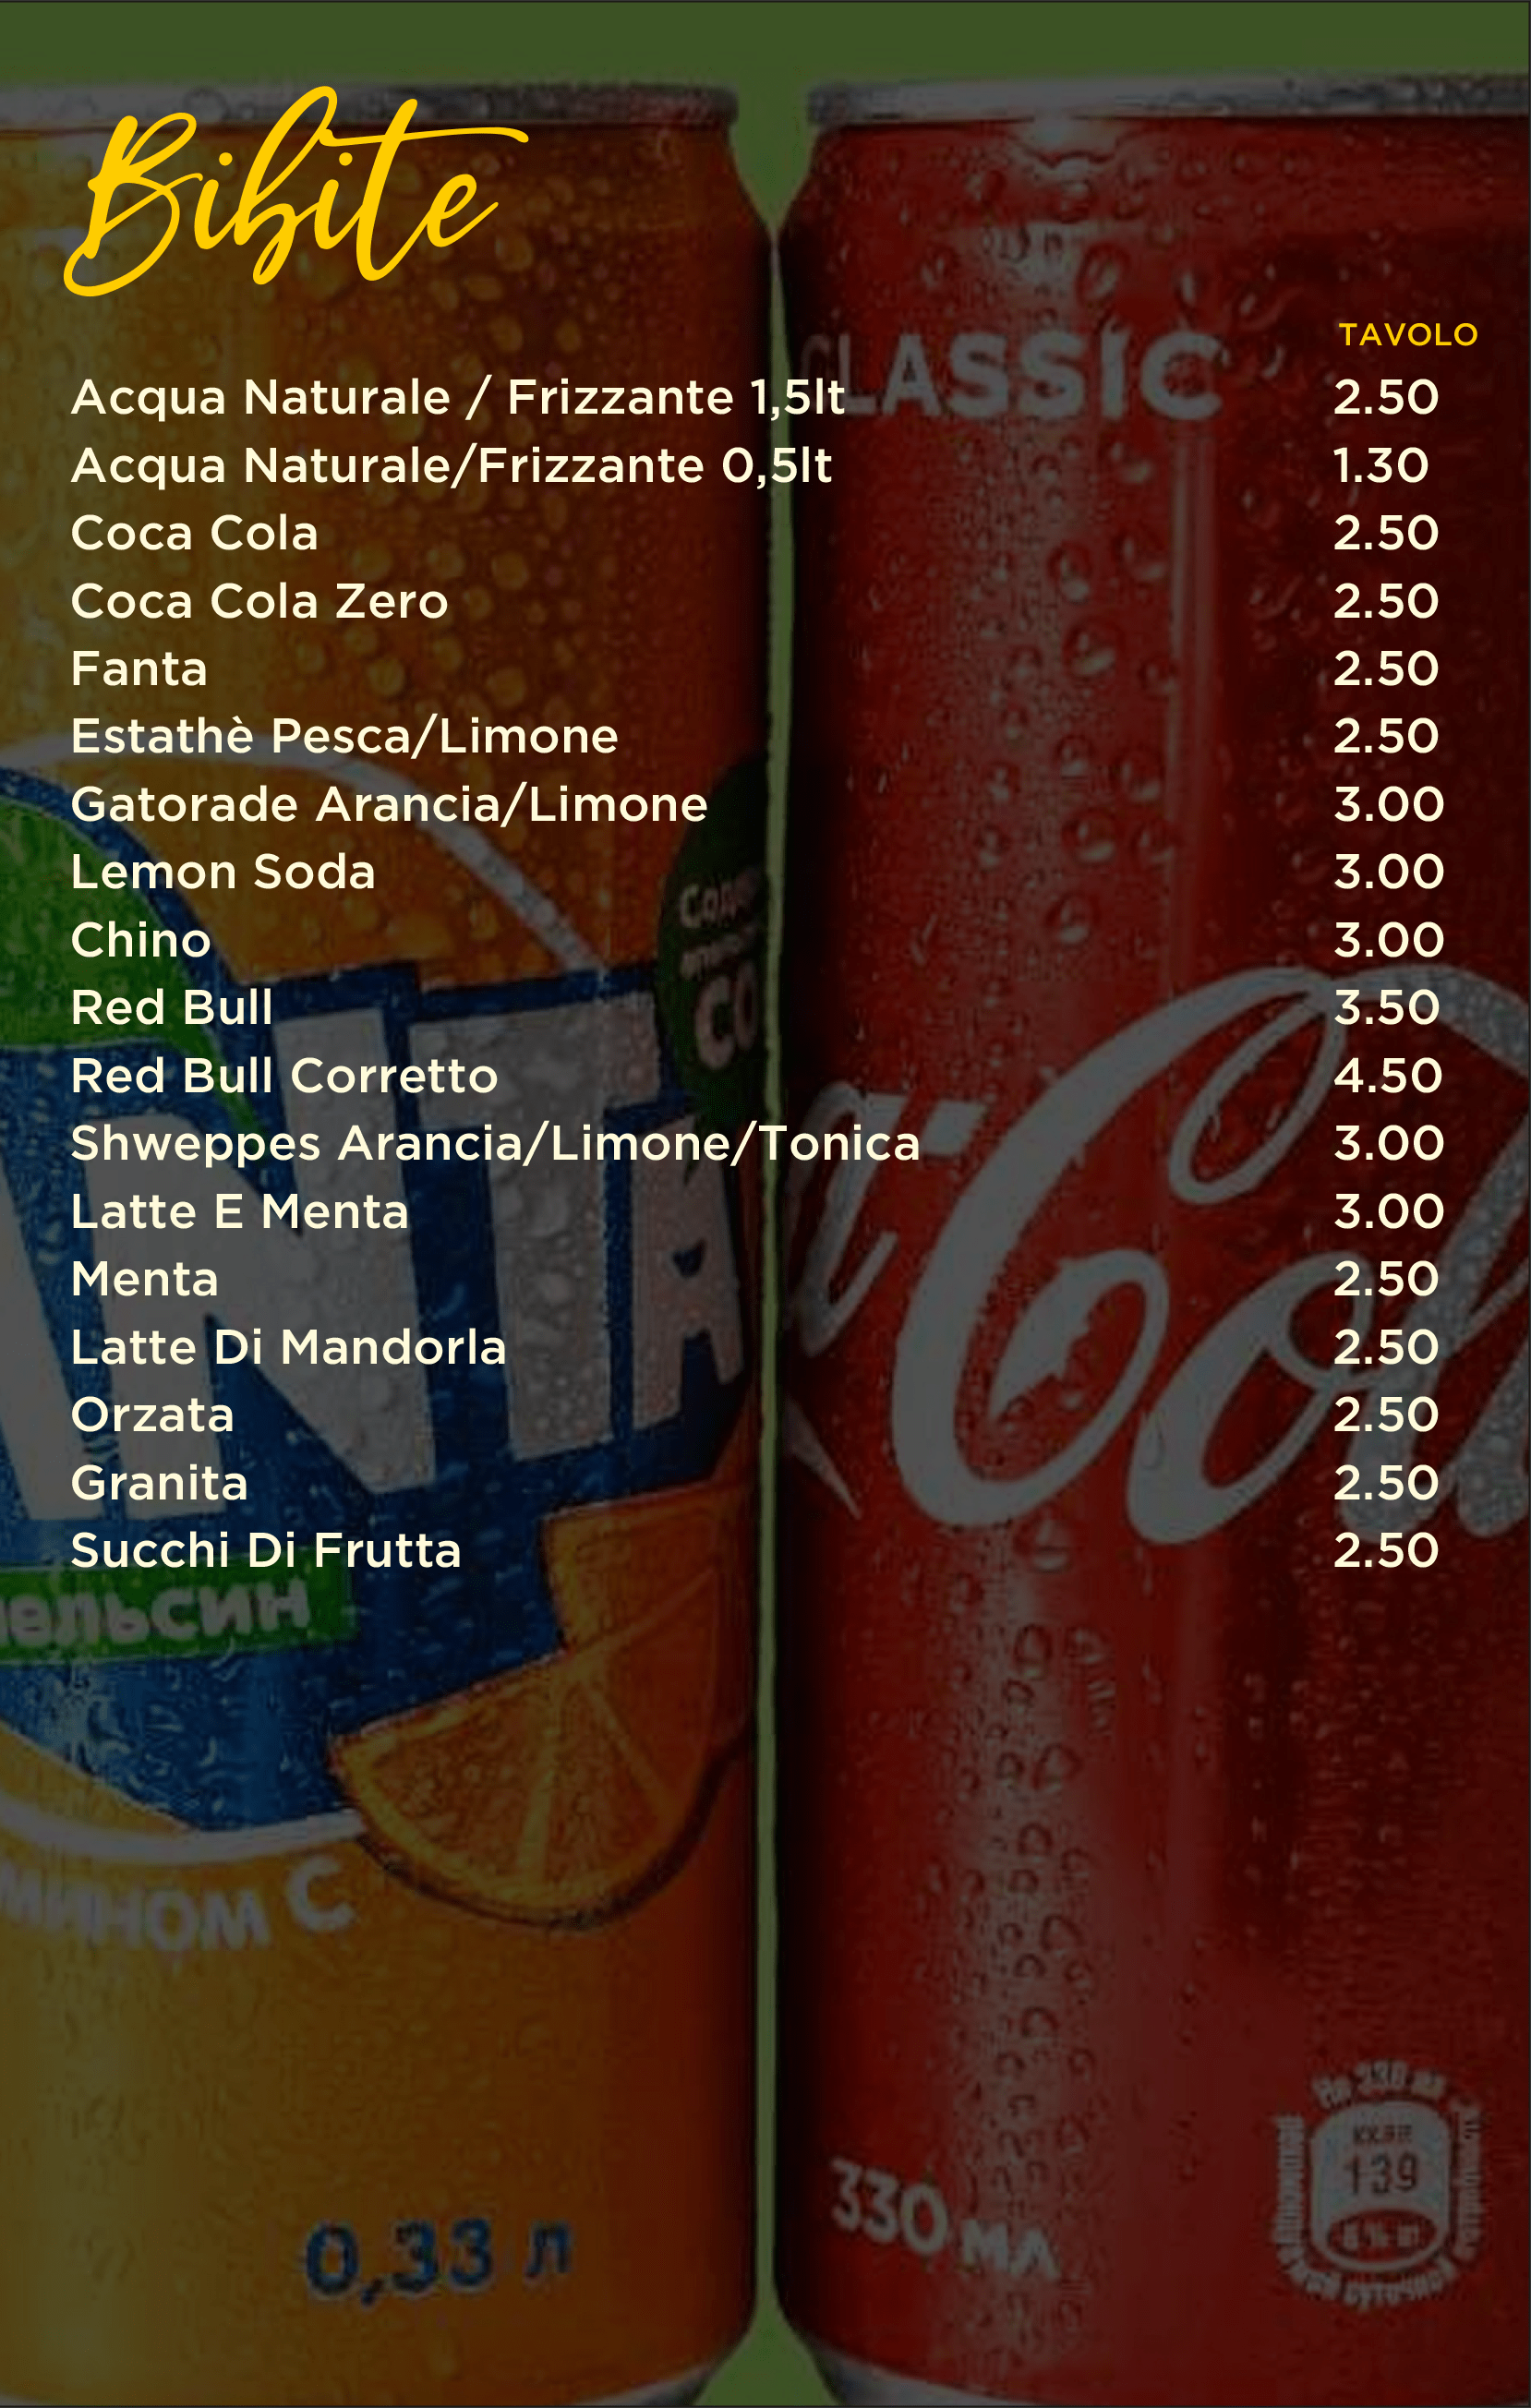 Bibite
TAVOLO
Acqua Naturale / Frizzante 1,5lt 2.50
Acqua Naturale/Frizzante 0,5lt 1.30
Coca Cola 2.50
Coca Cola Zero 2.50
Fanta 2.50
Estathè Pesca/Limone 2.50
Gatorade Arancia/Limone 3.00
Lemon Soda 3.00
Chino 3.00
Red Bull 3.50
Red Bull Corretto 4.50
Shweppes Arancia/Limone/Tonica 3.00
Latte E Menta 3.00
Menta 2.50
Latte Di Mandorla 2.50
Orzata 2.50
Granita 2.50
Succhi Di Frutta 2.50
CLASSIC
0,33 л
330 мл
139